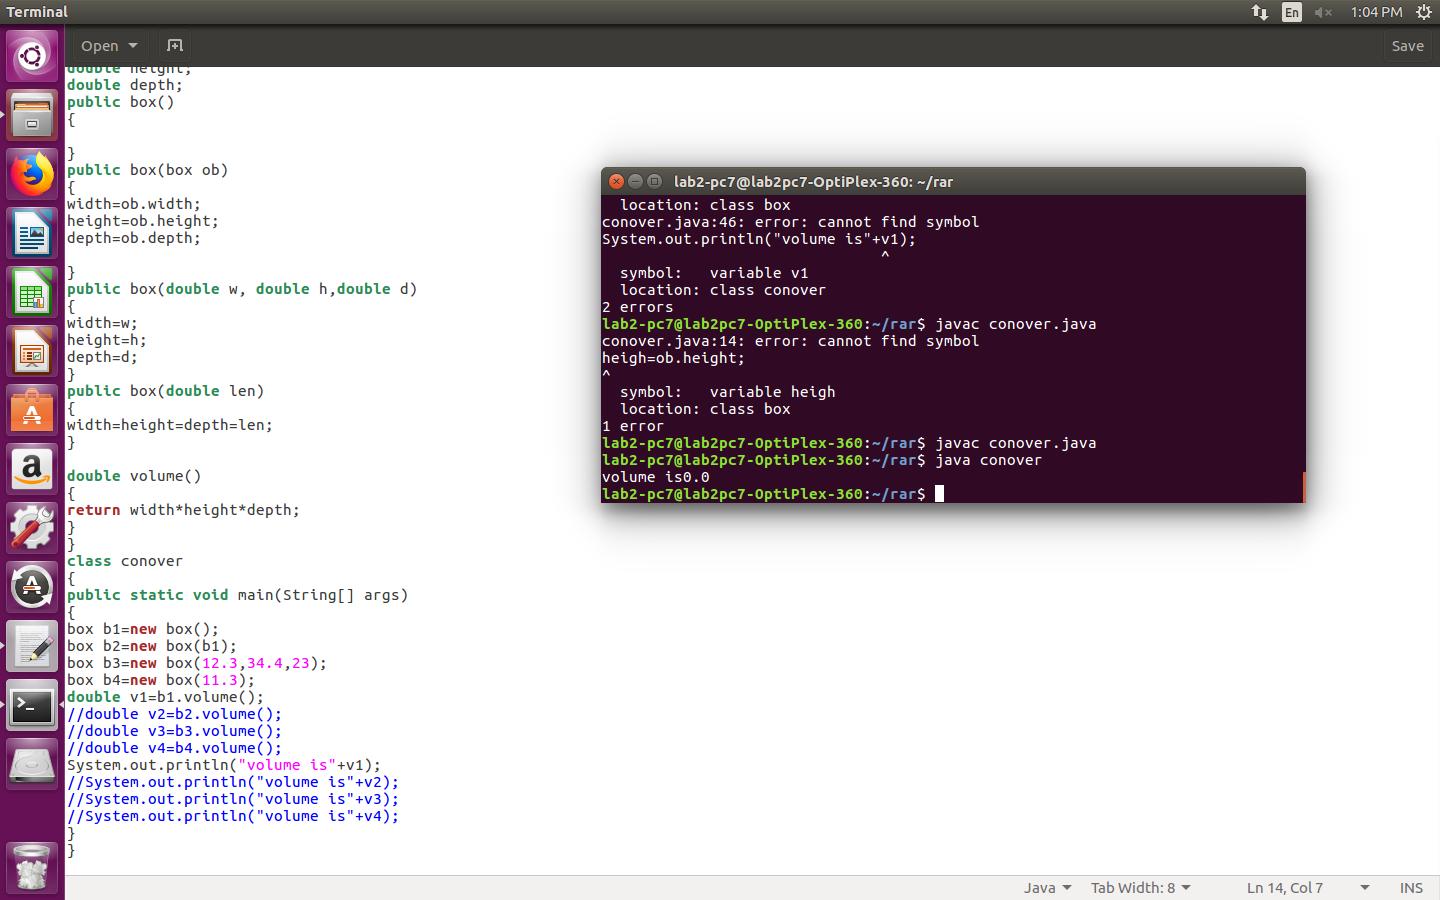 Terminal
En
1:04 PM
Open
Save
double height;
double depth;
public box()
{
}
public box(box ob)
{
width=ob.width;
height=ob.height;
depth=ob.depth;
}
public box(double w, double h,double d)
{
width=w;
height=h;
depth=d;
}
public box(double len)
{
width=height=depth=len;
}
double volume()
{
return width*height*depth;
}
}
class conover
{
public static void main(String[] args)
{
box b1=new box();
box b2=new box(b1);
box b3=new box(12.3,34.4,23);
box b4=new box(11.3);
double v1=b1.volume();
//double v2=b2.volume();
//double v3=b3.volume();
//double v4=b4.volume();
System.out.println("volume is"+v1);
//System.out.println("volume is"+v2);
//System.out.println("volume is"+v3);
//System.out.println("volume is"+v4);
}
}
lab2-pc7@lab2pc7-OptiPlex-360: ~/rar
location: class box
conover.java:46: error: cannot find symbol
System.out.println("volume is"+v1);
^
symbol:   variable v1
location: class conover
2 errors
lab2-pc7@lab2pc7-OptiPlex-360:~/rar$ javac conover.java
conover.java:14: error: cannot find symbol
heigh=ob.height;
^
symbol:   variable heigh
location: class box
1 error
lab2-pc7@lab2pc7-OptiPlex-360:~/rar$ javac conover.java
lab2-pc7@lab2pc7-OptiPlex-360:~/rar$ java conover
volume is0.0
lab2-pc7@lab2pc7-OptiPlex-360:~/rar$
Java
Tab Width: 8
Ln 14, Col 7
INS